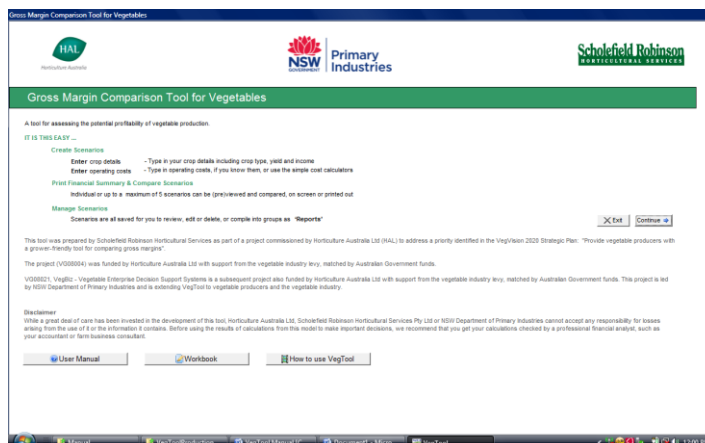 Gross Margin Comparison Tool for Vegetables
HAL
Horticulture Australia
NSW
GOVERNMENT
Primary
Industries
Scholefield Robinson
HORTICULTURAL SERVICES
Gross Margin Comparison Tool for Vegetables
A tool for assessing the potential profitability of vegetable production.
IT IS THIS EASY ...
Create Scenarios
Enter crop details - Type in your crop details including crop type, yield and income
Enter operating costs - Type in operating costs, if you know them, or use the simple cost calculators
Print Financial Summary & Compare Scenarios
Individual or up to a maximum of 5 scenarios can be (pre)viewed and compared, on screen or printed out
Manage Scenarios
Scenarios are all saved for you to review, edit or delete, or compile into groups as "Reports"
Exit Continue
This tool was prepared by Scholefield Robinson Horticultural Services as part of a project commissioned by Horticulture Australia Ltd (HAL) to address a priority identified in the VegVision 2020 Strategic Plan: "Provide vegetable producers with
a grower-friendly tool for comparing gross margins".
The project (VG08004) was funded by Horticulture Australia Ltd with support from the vegetable industry levy, matched by Australian Government funds.
VG08021, VegBiz - Vegetable Enterprise Decision Support Systems is a subsequent project also funded by Horticulture Australia Ltd with support from the vegetable industry levy, matched by Australian Government funds. This project is led
by NSW Department of Primary Industries and is extending VegTool to vegetable producers and the vegetable industry.
Disclaimer
While a great deal of care has been invested in the development of this tool, Horticulture Australia Ltd, Scholefield Robinson Horticultural Services Pty Ltd or NSW Department of Primary Industries cannot accept any responsibility for losses
arising from the use of it or the information it contains. Before using the results of calculations from this model to make important decisions, we recommend that you get your calculations checked by a professional financial analyst, such as
your accountant or farm business consultant.
User Manual Workbook How to use VegTool
Manual VegToolProduction VegTool Manual Document1 - Micro... VegTool